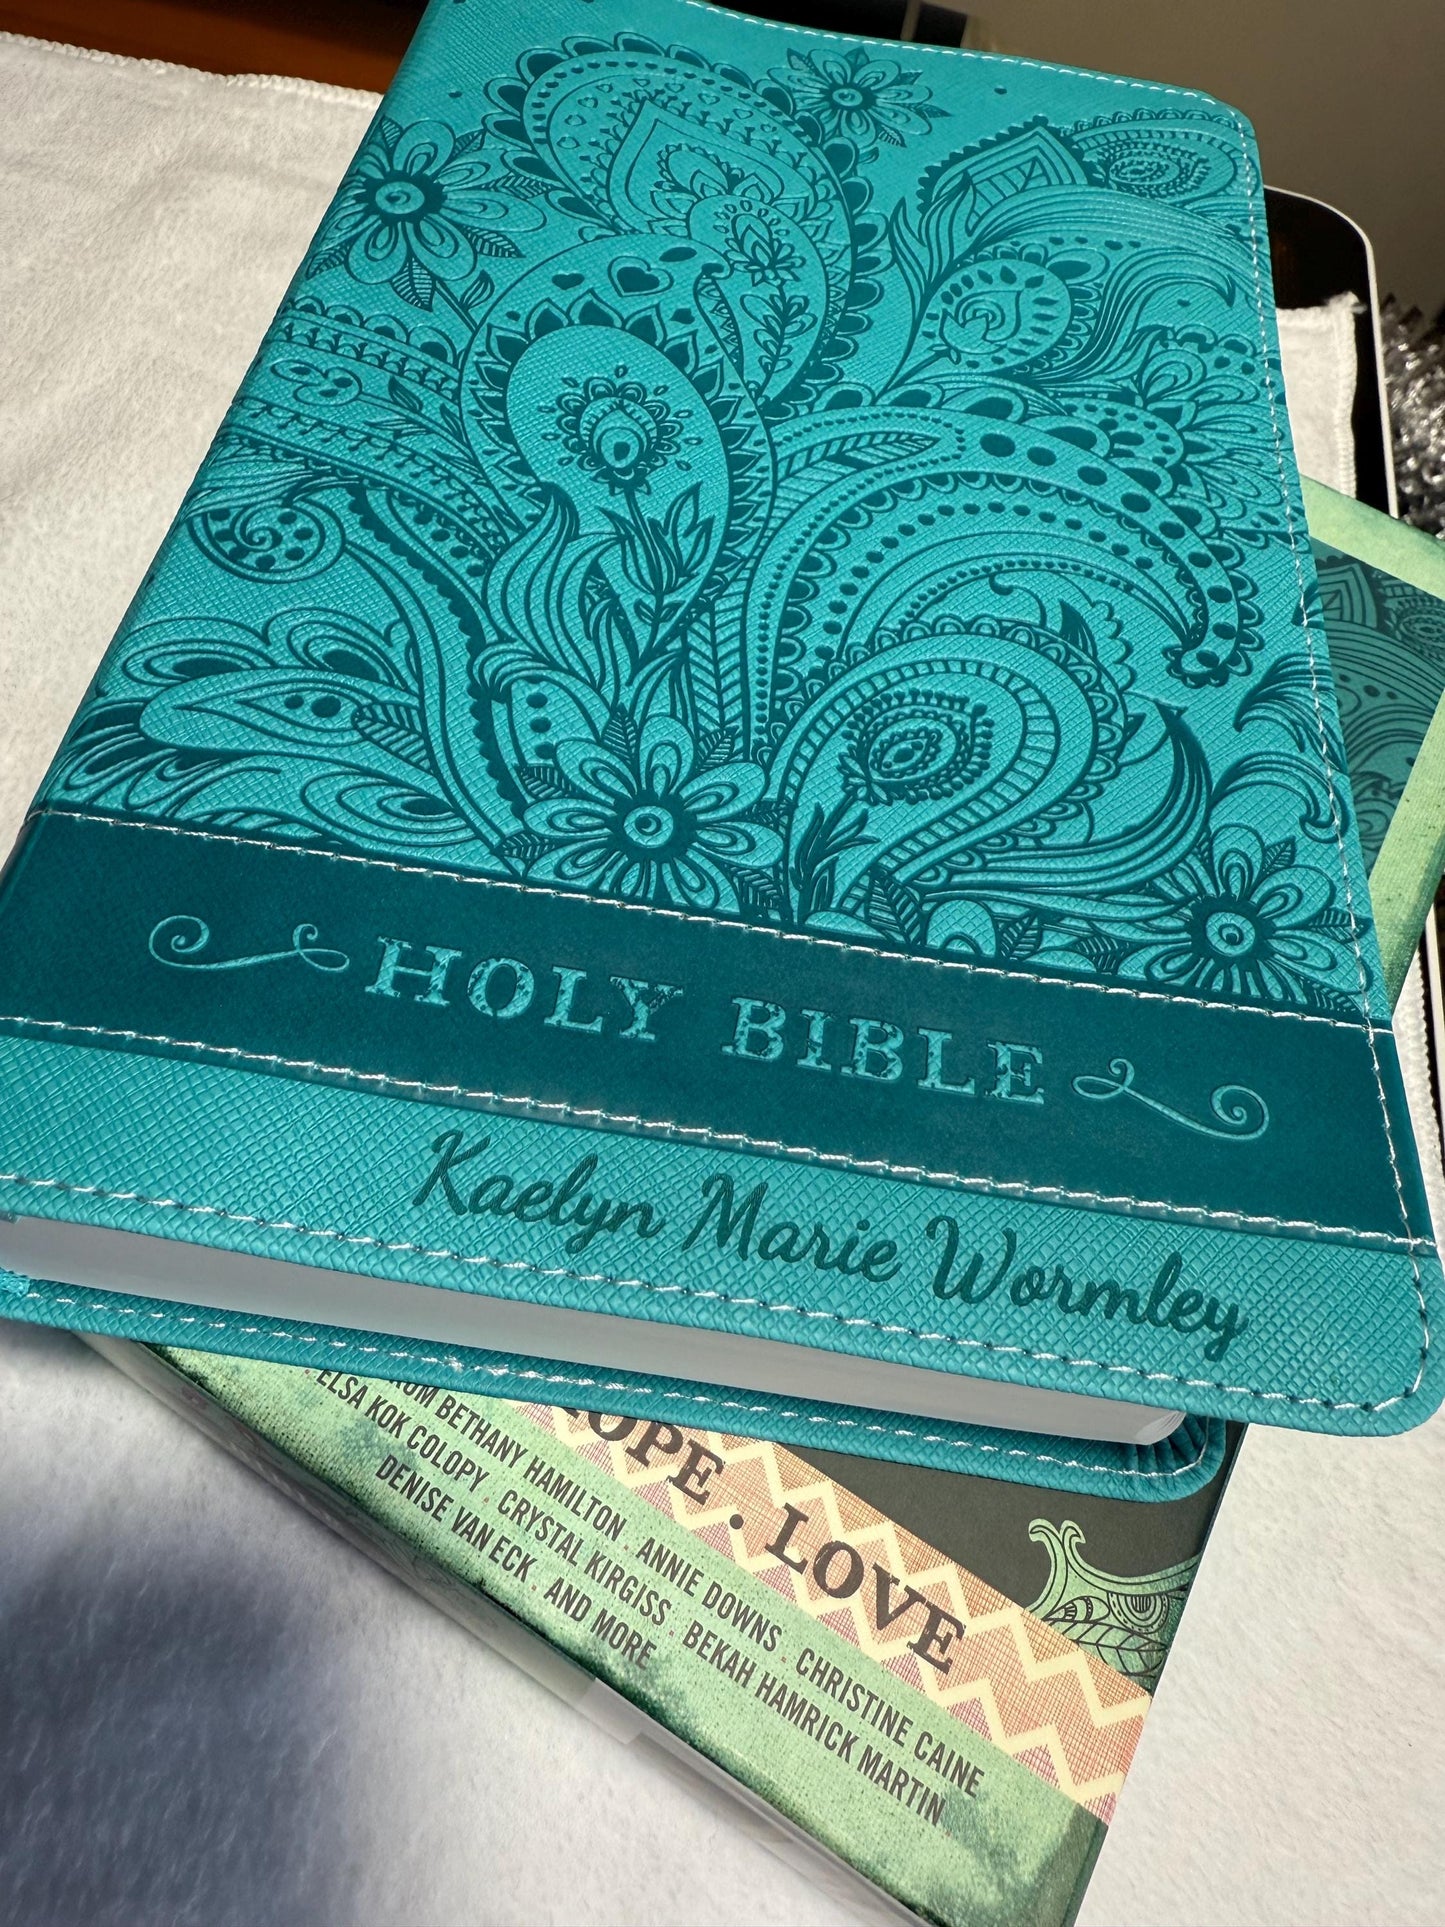 HOLY BIBLE
Kaelyn Marie Wormley
HOPE . LOVE
BETHANY HAMILTON . ANNIE DOWNS . CHRISTINE CAINE
ELSA KOK COLOPY . CRYSTAL KIRGISS . BEKAH HAMRICK MARTIN
DENISE VAN ECK . AND MORE